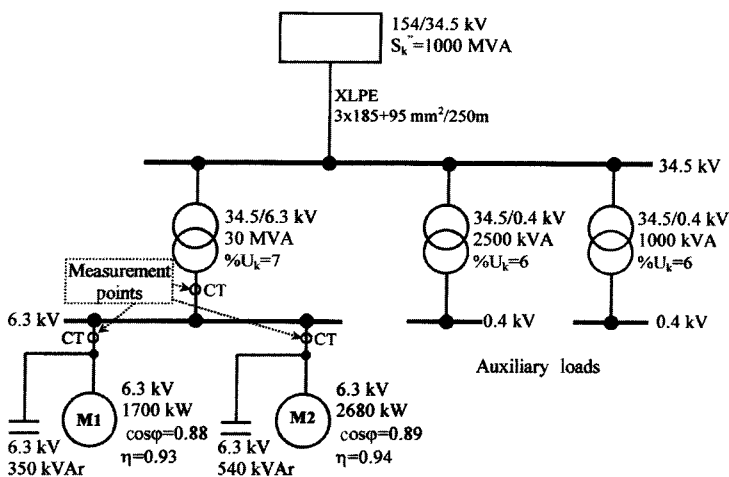 154/34.5 kV
Sk"=1000 MVA
XLPE
3x185+95 mm²/250m
34.5 kV
34.5/6.3 kV
30 MVA
%Uk=7
34.5/0.4 kV
2500 kVA
%Uk=6
34.5/0.4 kV
1000 kVA
%Uk=6
Measurement
points
CT
6.3 kV
CT
CT
0.4 kV
0.4 kV
Auxiliary loads
M1
6.3 kV
1700 kW
cosφ=0.88
η=0.93
6.3 kV
350 kVAr
M2
6.3 kV
2680 kW
cosφ=0.89
η=0.94
6.3 kV
540 kVAr